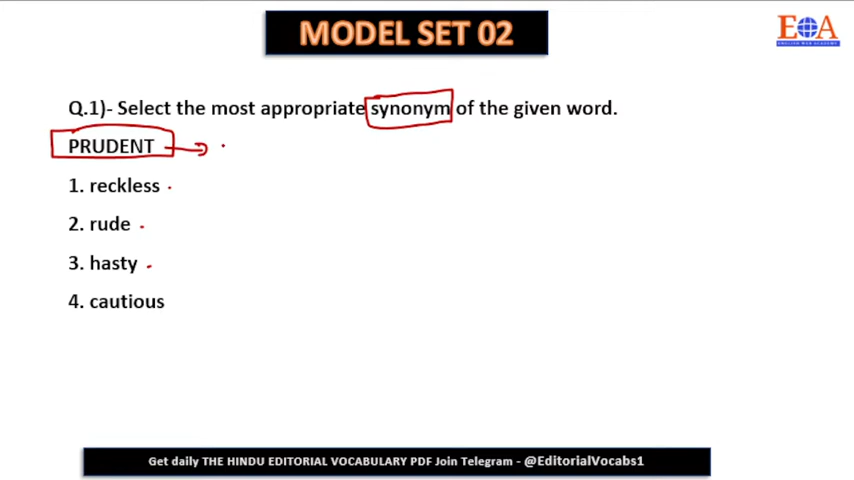 MODEL SET 02
EOA
ENGLISH WEB ACADEMY
Q.1)- Select the most appropriate synonym of the given word.
PRUDENT
1. reckless
2. rude
3. hasty
4. cautious
Get daily THE HINDU EDITORIAL VOCABULARY PDF Join Telegram - @EditorialVocabs1